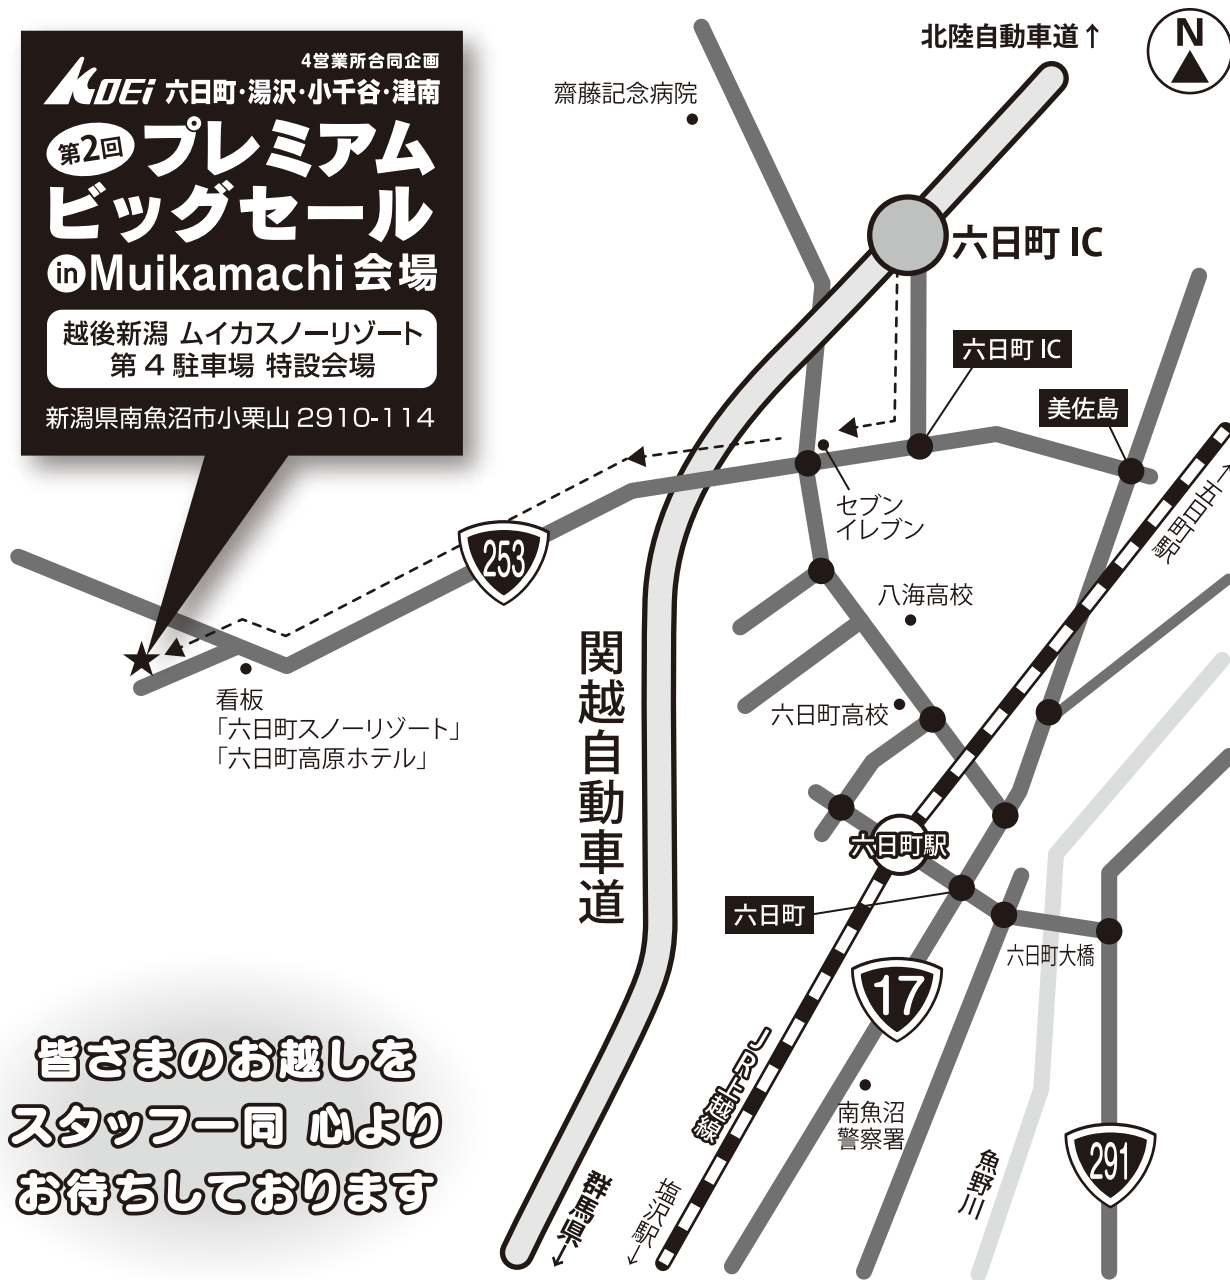 4営業所合同企画
KOEi 六日町・湯沢・小千谷・津南
第2回 プレミアム
ビッグセール
in Muikamachi 会場
越後新潟 ムイカスノーリゾート
第4駐車場 特設会場
新潟県南魚沼市小栗山 2910-114
北陸自動車道↑
N
齋藤記念病院
六日町 IC
六日町 IC
美佐島
→五日町駅
セブン
イレブン
253
八海高校
関越自動車道
六日町高校
看板
「六日町スノーリゾート」
「六日町高原ホテル」
六日町駅
六日町
六日町大橋
17
JR上越線
南魚沼
警察署
魚野川
291
群馬県→
塩沢駅→
皆さまのお越しを
スタッフ一同 心より
お待ちしております